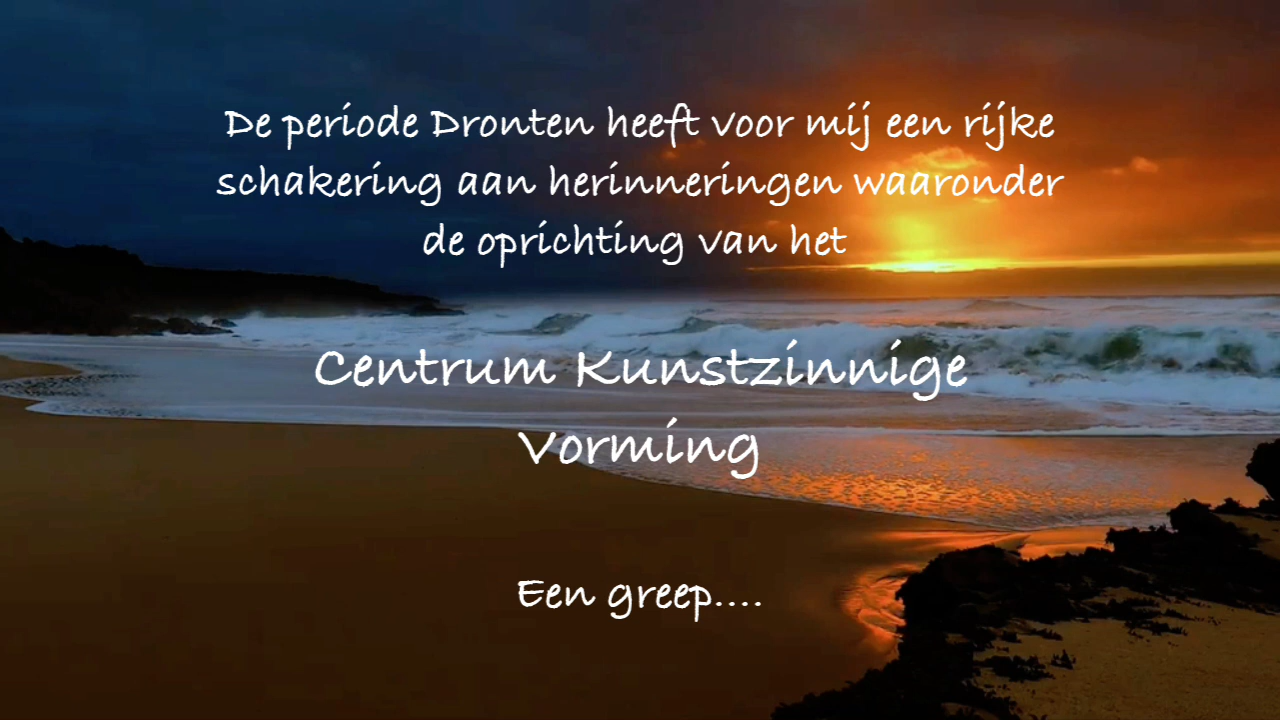 De periode Dronten heeft voor mij een rijke
schakering aan herinneringen waaronder
de oprichting van het
Centrum Kunstzinnige
Vorming
Een greep....